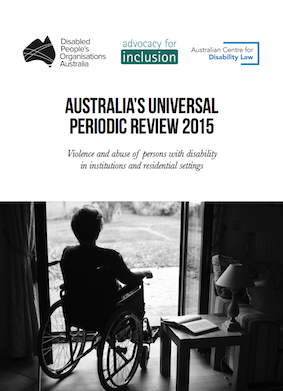 Disabled
People's
Organisations
Australia
advocacy for
inclusion
Australian Centre for
Disability Law
AUSTRALIA'S UNIVERSAL
PERIODIC REVIEW 2015
Violence and abuse of persons with disability
in institutions and residential settings